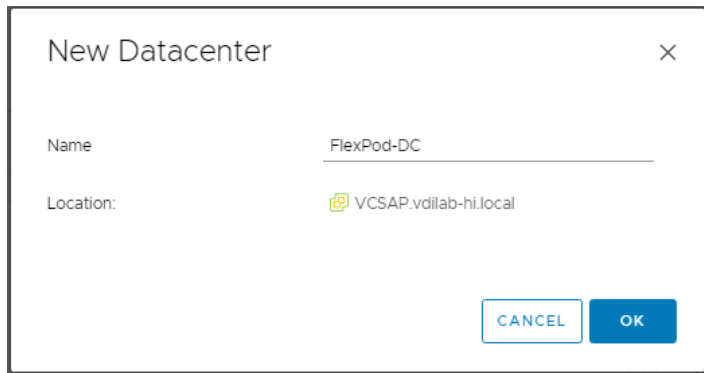 New Datacenter
Name FlexPod-DC
Location: VCSAP.vdilab-hi.local
CANCEL OK